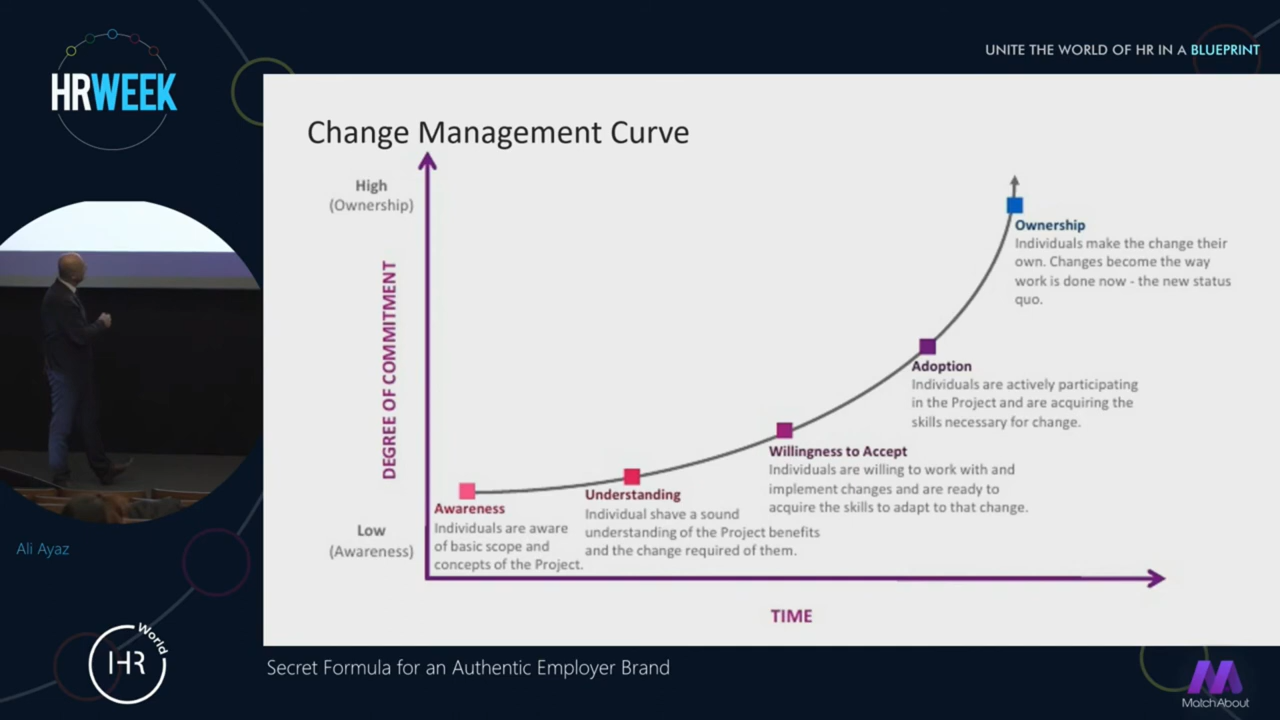 HRWEEK
UNITE THE WORLD OF HR IN A BLUEPRINT
Change Management Curve
High
(Ownership)
DEGREE OF COMMITMENT
Low
(Awareness)
Awareness
Individuals are aware
of basic scope and
concepts of the Project.
Understanding
Individual shave a sound
understanding of the Project benefits
and the change required of them.
Willingness to Accept
Individuals are willing to work with and
implement changes and are ready to
acquire the skills to adapt to that change.
Adoption
Individuals are actively participating
in the Project and are acquiring the
skills necessary for change.
Ownership
Individuals make the change their
own. Changes become the way
work is done now - the new status
quo.
TIME
Ali Ayaz
HR World
Secret Formula for an Authentic Employer Brand
MatchAbout